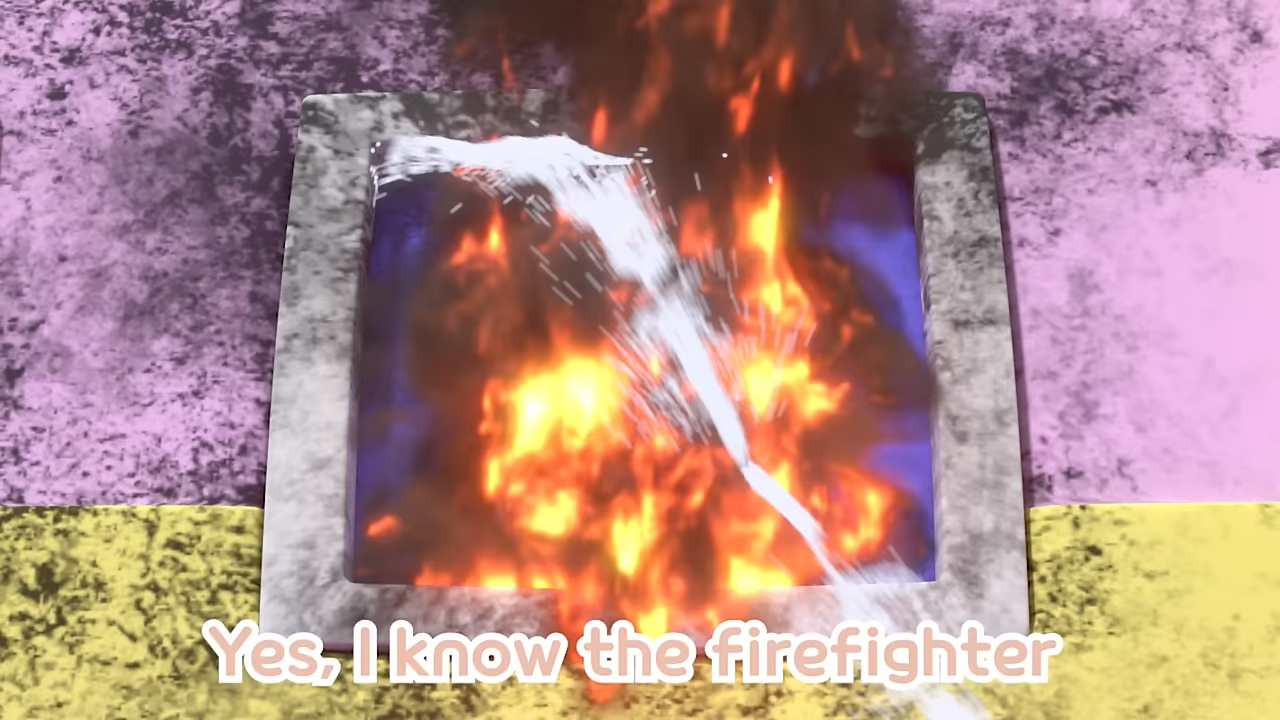 Yes, I know the firefighter